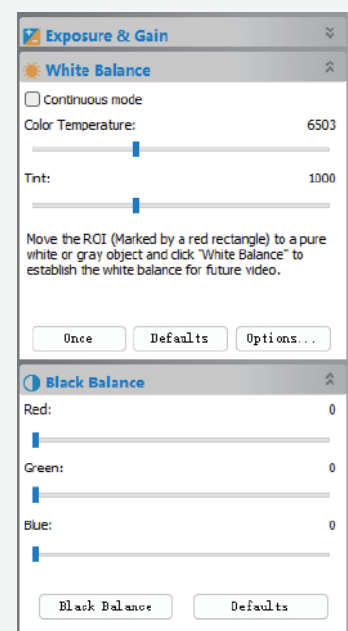 Exposure & Gain
White Balance
Continuous mode
Color Temperature: 6503
Tint: 1000
Move the ROI (Marked by a red rectangle) to a pure
white or gray object and click "White Balance" to
establish the white balance for future video.
Once Defaults Options...
Black Balance
Red: 0
Green: 0
Blue: 0
Black Balance Defaults